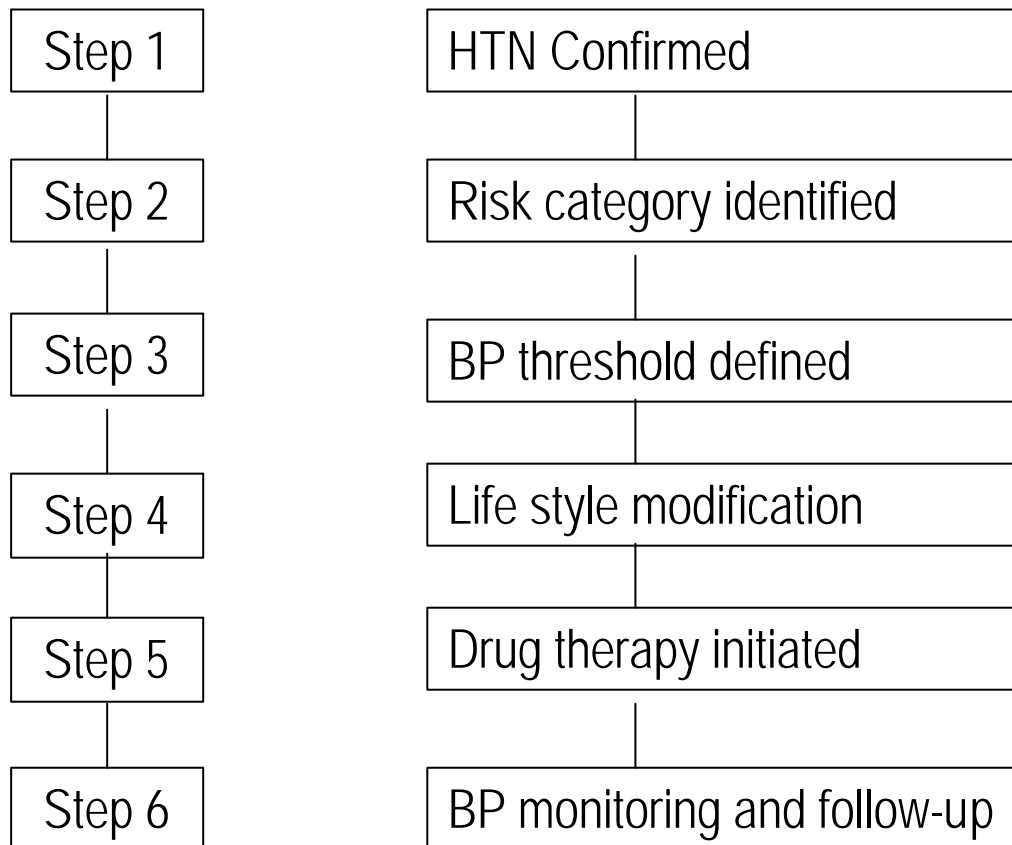 Step 1
HTN Confirmed
Step 2
Risk category identified
Step 3
BP threshold defined
Step 4
Life style modification
Step 5
Drug therapy initiated
Step 6
BP monitoring and follow-up